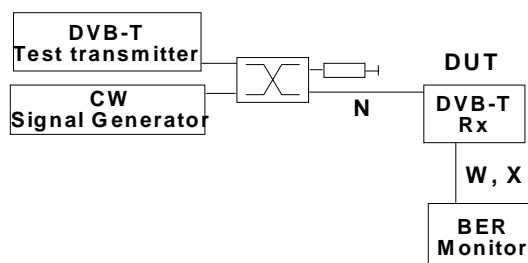 DVB-T
Test transmitter
CW
Signal Generator
N
DUT
DVB-T
Rx
W, X
BER
Monitor